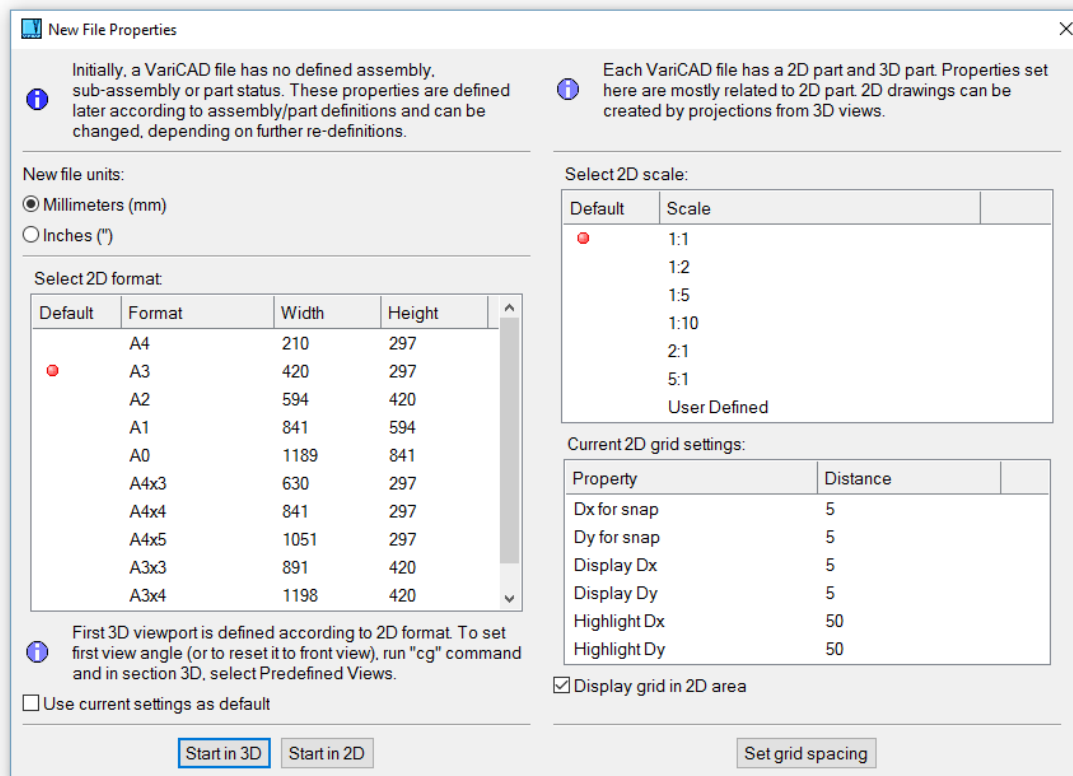 New File Properties
Initially, a VariCAD file has no defined assembly,
sub-assembly or part status. These properties are defined
later according to assembly/part definitions and can be
changed, depending on further re-definitions.
New file units:
Millimeters (mm)
Inches (")
Select 2D format:
Default Format Width Height
A4 210 297
A3 420 297
A2 594 420
A1 841 594
A0 1189 841
A4x3 630 297
A4x4 841 297
A4x5 1051 297
A3x3 891 420
A3x4 1198 420
First 3D viewport is defined according to 2D format. To set
first view angle (or to reset it to front view), run "cg" command
and in section 3D, select Predefined Views.
Use current settings as default
Start in 3D Start in 2D
Each VariCAD file has a 2D part and 3D part. Properties set
here are mostly related to 2D part. 2D drawings can be
created by projections from 3D views.
Select 2D scale:
Default Scale
1:1
1:2
1:5
1:10
2:1
5:1
User Defined
Current 2D grid settings:
Property Distance
Dx for snap 5
Dy for snap 5
Display Dx 5
Display Dy 5
Highlight Dx 50
Highlight Dy 50
Display grid in 2D area
Set grid spacing